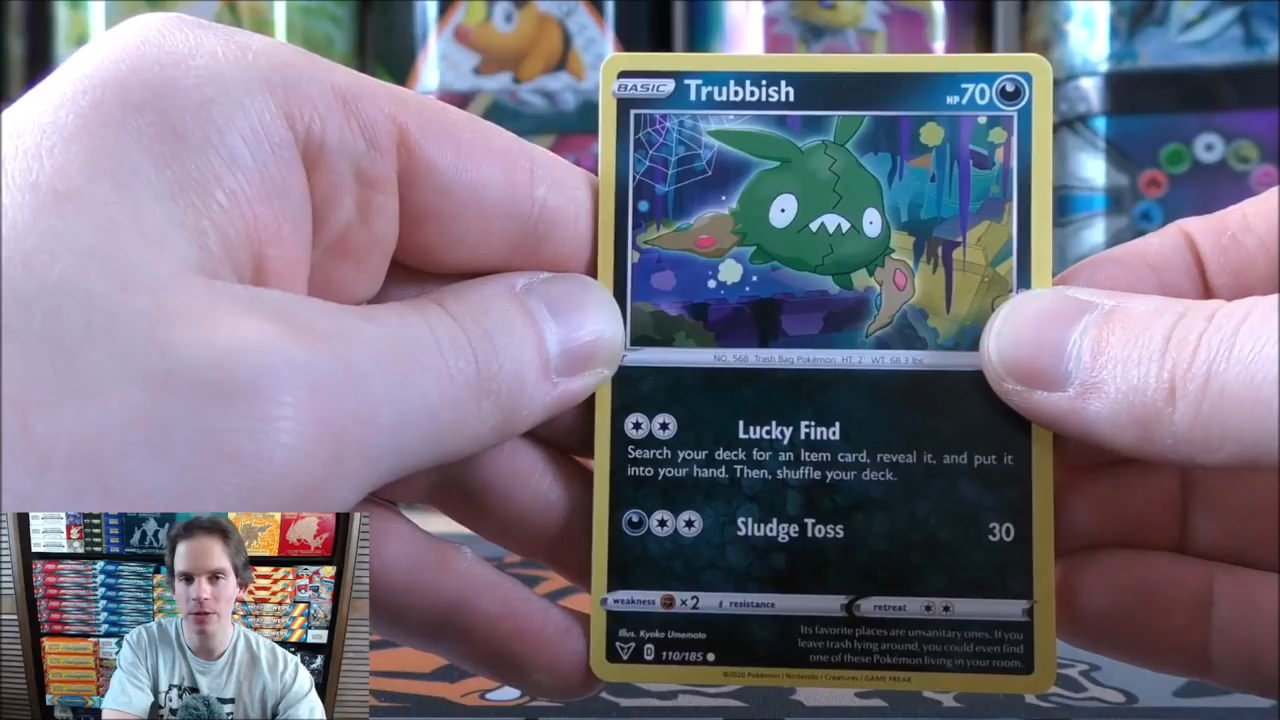 BASIC Trubbish HP70
NO. 568 Trash Bag Pokémon HT. 2' WT. 68.3 lbs
Lucky Find
Search your deck for an Item card, reveal it, and put it
into your hand. Then, shuffle your deck.
Sludge Toss 30
weakness ×2 resistance retreat
Illus. Kyoko Umemoto
110/185
Its favorite places are unsanitary ones. If you
leave trash lying around, you could even find
one of these Pokémon living in your room.
©2020 Pokémon / Nintendo / Creatures / GAME FREAK